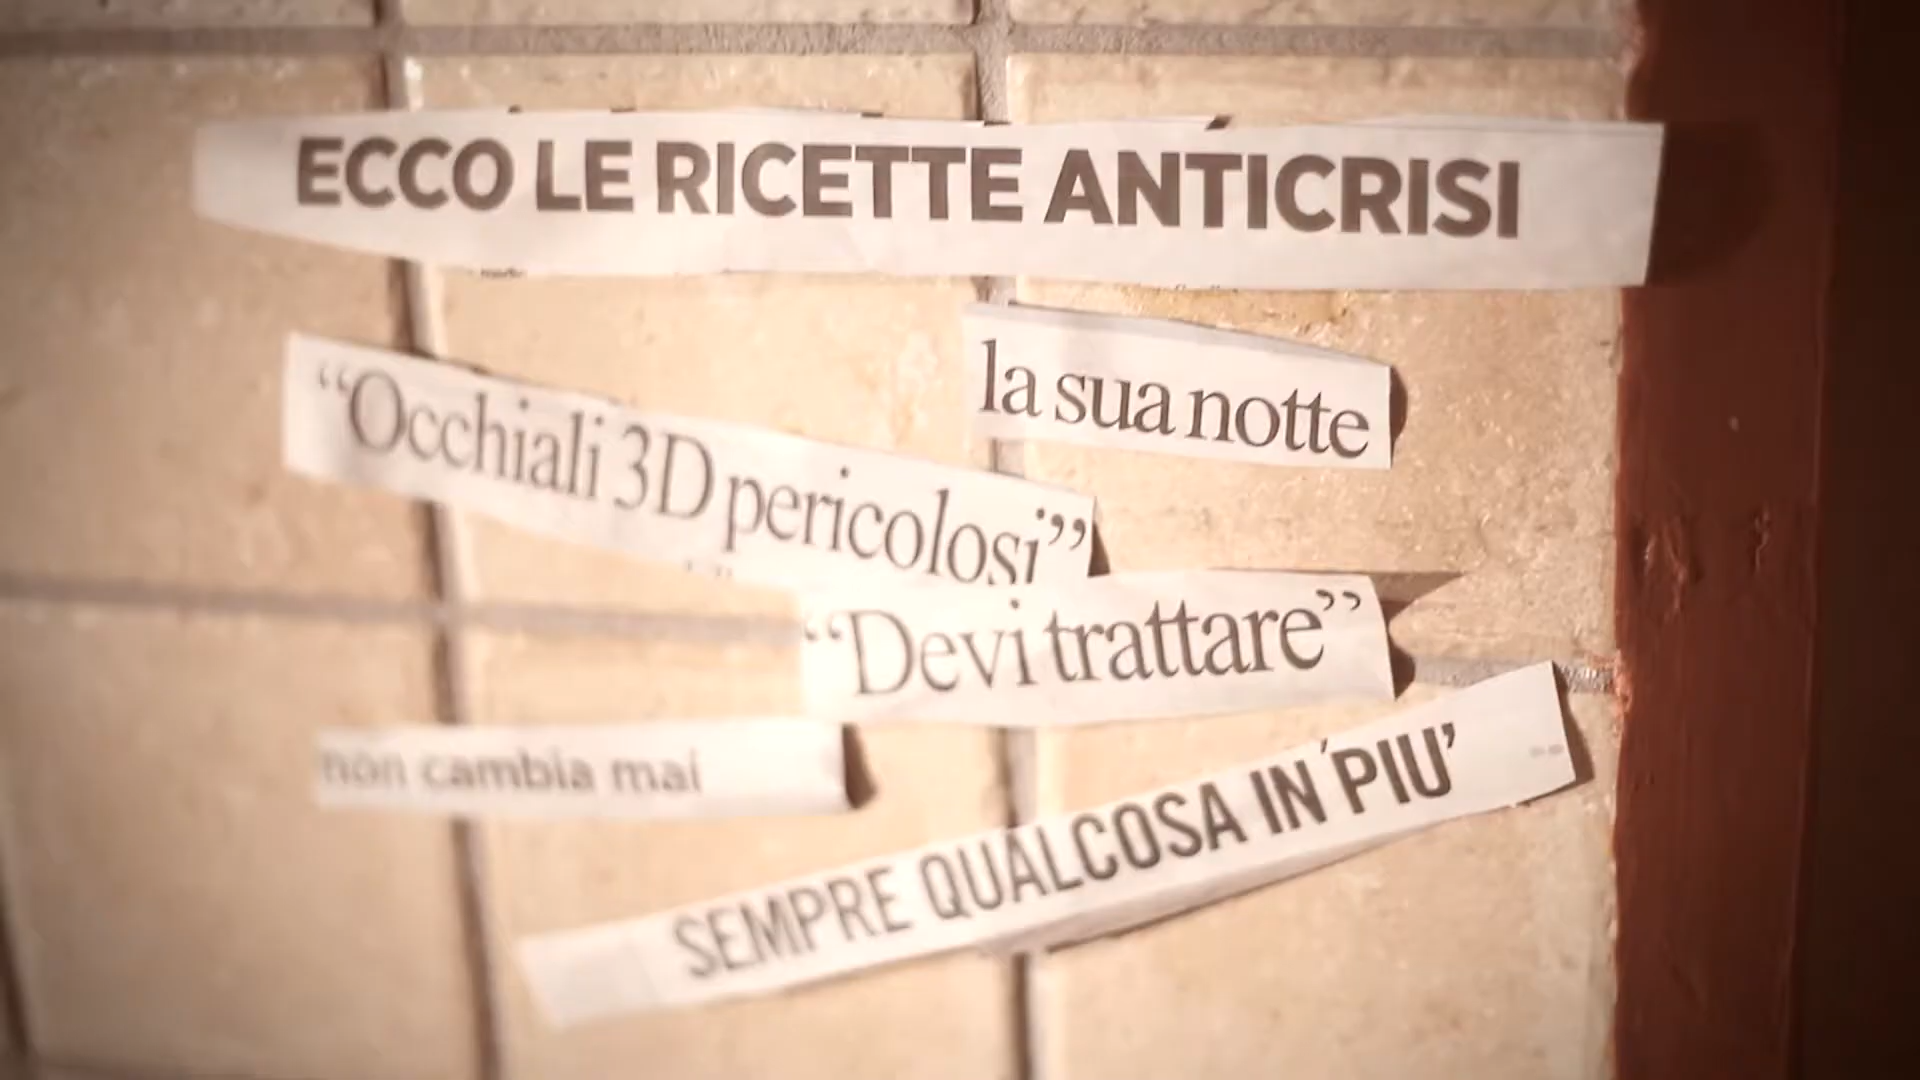 ECCO LE RICETTE ANTICRISI
la sua notte
“Occhiali 3D pericolosi”
“Devi trattare”
non cambia mai
SEMPRE QUALCOSA IN PIU’